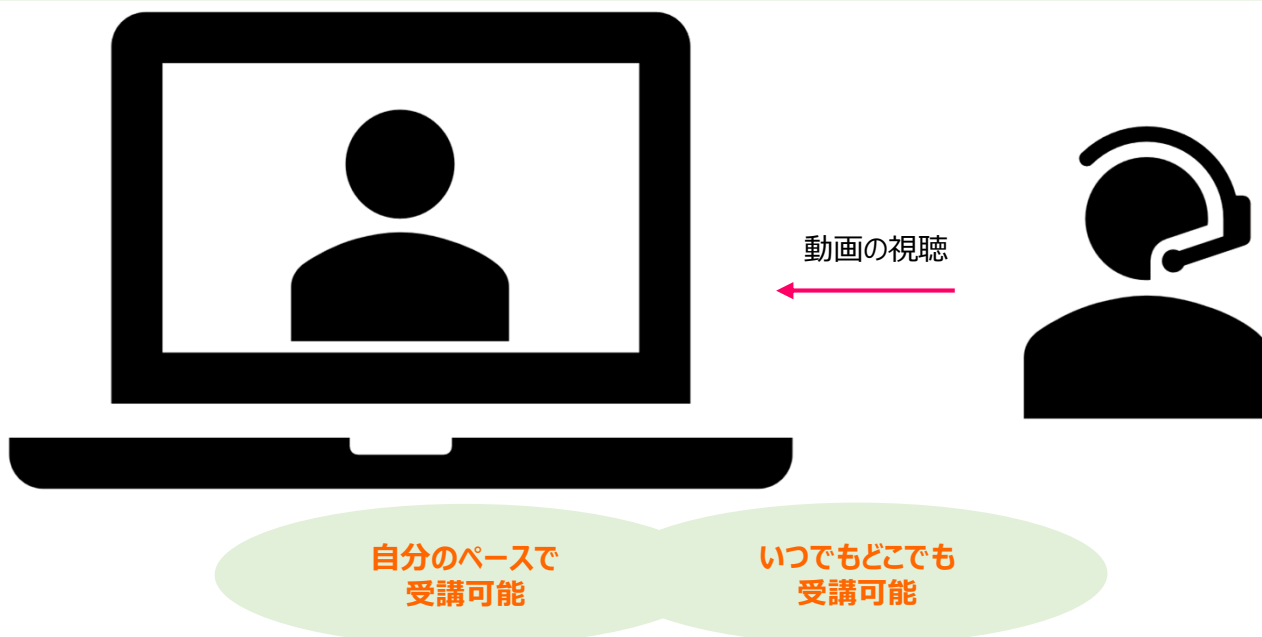 動画の視聴
自分のペースで
受講可能
いつでもどこでも
受講可能